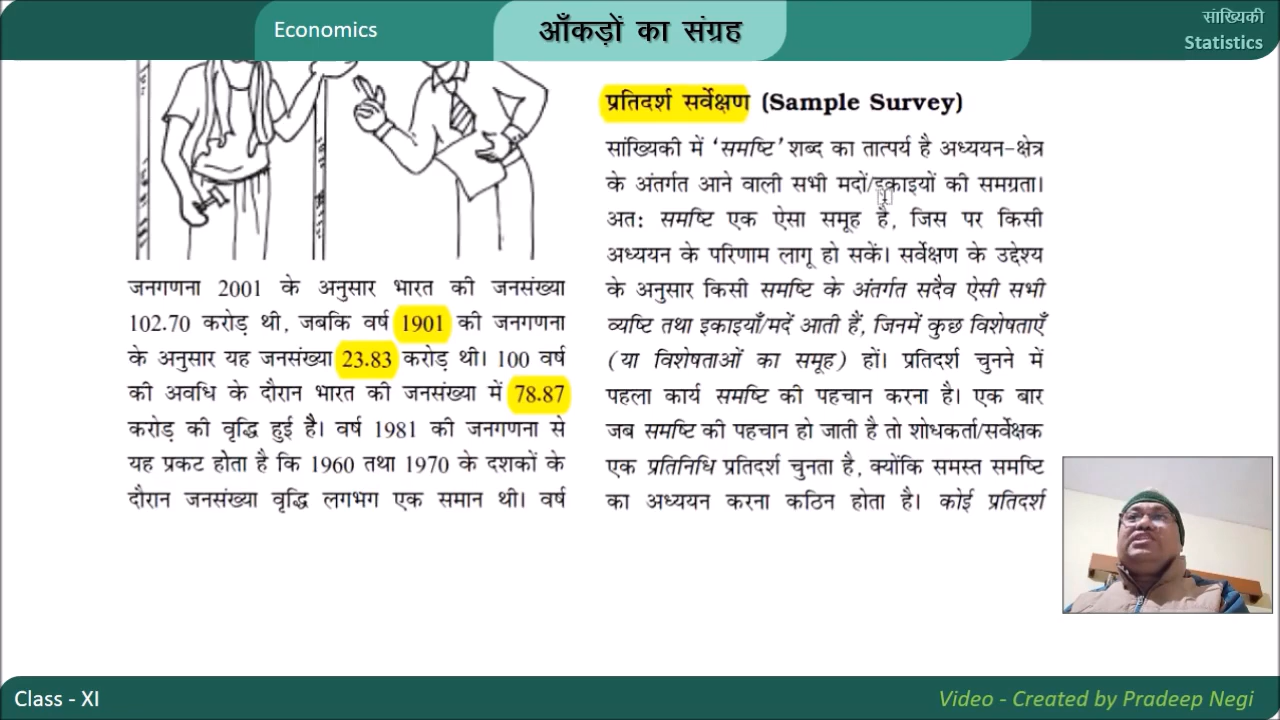 Economics
आँकड़ों का संग्रह
सांख्यिकी
Statistics
जनगणना 2001 के अनुसार भारत की जनसंख्या
102.70 करोड़ थी, जबकि वर्ष 1901 की जनगणना
के अनुसार यह जनसंख्या 23.83 करोड़ थी। 100 वर्ष
की अवधि के दौरान भारत की जनसंख्या में 78.87
करोड़ की वृद्धि हुई है। वर्ष 1981 की जनगणना से
यह प्रकट होता है कि 1960 तथा 1970 के दशकों के
दौरान जनसंख्या वृद्धि लगभग एक समान थी। वर्ष
प्रतिदर्श सर्वेक्षण (Sample Survey)
सांख्यिकी में ‘समष्टि’ शब्द का तात्पर्य है अध्ययन-क्षेत्र
के अंतर्गत आने वाली सभी मदों/इकाइयों की समग्रता।
अतः समष्टि एक ऐसा समूह है, जिस पर किसी
अध्ययन के परिणाम लागू हो सकें। सर्वेक्षण के उद्देश्य
के अनुसार किसी समष्टि के अंतर्गत सदैव ऐसी सभी
व्यष्टि तथा इकाइयाँ/मदें आती हैं, जिनमें कुछ विशेषताएँ
(या विशेषताओं का समूह) हों। प्रतिदर्श चुनने में
पहला कार्य समष्टि की पहचान करना है। एक बार
जब समष्टि की पहचान हो जाती है तो शोधकर्ता/सर्वेक्षक
एक प्रतिनिधि प्रतिदर्श चुनता है, क्योंकि समस्त समष्टि
का अध्ययन करना कठिन होता है। कोई प्रतिदर्श
Class - XI
Video - Created by Pradeep Negi